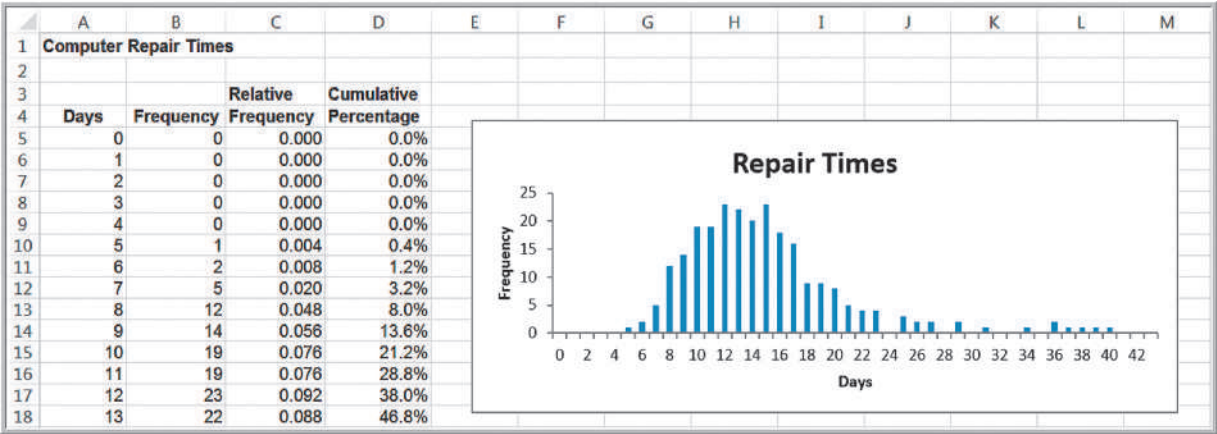 A B C D E F G H I J K L M
1 Computer Repair Times
2
3 Relative Cumulative
4 Days Frequency Frequency Percentage
5 0 0 0.000 0.0%
6 1 0 0.000 0.0%
7 2 0 0.000 0.0%
8 3 0 0.000 0.0%
9 4 0 0.000 0.0%
10 5 1 0.004 0.4%
11 6 2 0.008 1.2%
12 7 5 0.020 3.2%
13 8 12 0.048 8.0%
14 9 14 0.056 13.6%
15 10 19 0.076 21.2%
16 11 19 0.076 28.8%
17 12 23 0.092 38.0%
18 13 22 0.088 46.8%
Repair Times
Frequency
25
20
15
10
5
0
0 2 4 6 8 10 12 14 16 18 20 22 24 26 28 30 32 34 36 38 40 42
Days